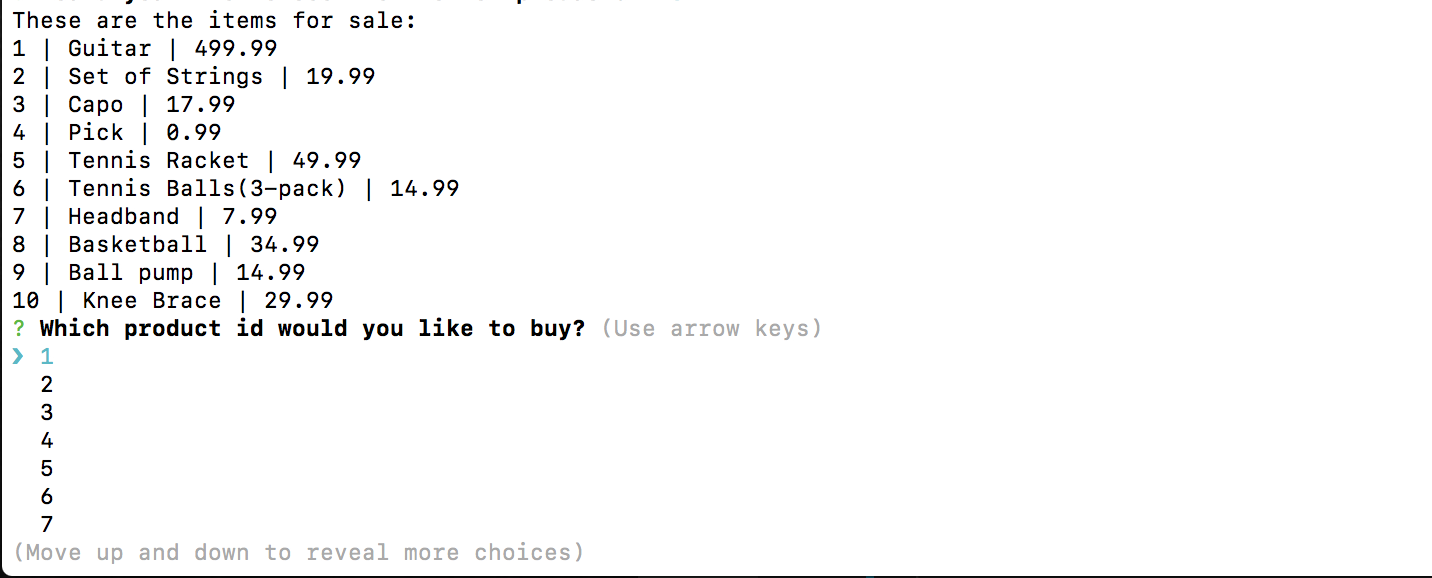 These are the items for sale:
1 | Guitar | 499.99
2 | Set of Strings | 19.99
3 | Capo | 17.99
4 | Pick | 0.99
5 | Tennis Racket | 49.99
6 | Tennis Balls(3-pack) | 14.99
7 | Headband | 7.99
8 | Basketball | 34.99
9 | Ball pump | 14.99
10 | Knee Brace | 29.99
? Which product id would you like to buy? (Use arrow keys)
❯ 1
2
3
4
5
6
7
(Move up and down to reveal more choices)